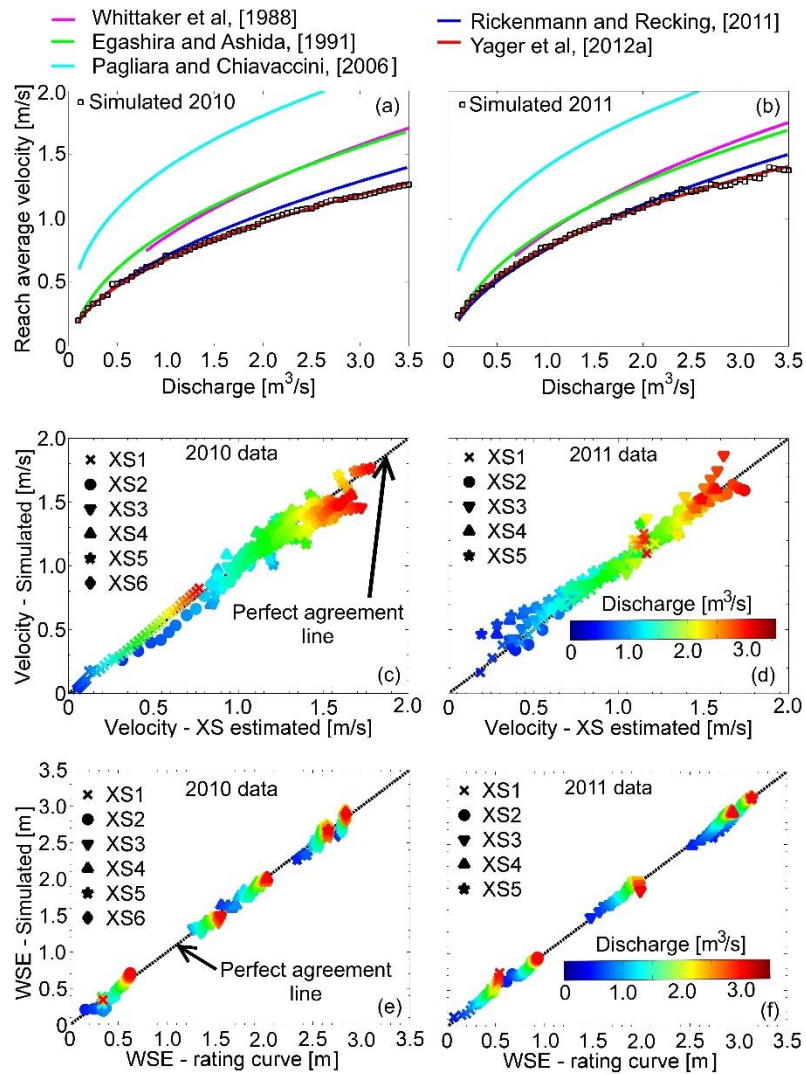 Whittaker et al, [1988]
Egashira and Ashida, [1991]
Pagliara and Chiavaccini, [2006]
Rickenmann and Recking, [2011]
Yager et al, [2012a]
Reach average velocity [m/s]
2.0
1.5
1.0
0.5
0
Simulated 2010
(a)
0 0.5 1.0 1.5 2.0 2.5 3.0 3.5
Discharge [m³/s]
Simulated 2011
(b)
0 0.5 1.0 1.5 2.0 2.5 3.0 3.5
Discharge [m³/s]
Velocity - Simulated [m/s]
2.0
1.5
1.0
0.5
0
XS1
XS2
XS3
XS4
XS5
XS6
2010 data
Perfect agreement
line
(c)
0 0.5 1.0 1.5 2.0
Velocity - XS estimated [m/s]
XS1
XS2
XS3
XS4
XS5
2011 data
Discharge [m³/s]
0 1.0 2.0 3.0
(d)
0 0.5 1.0 1.5 2.0
Velocity - XS estimated [m/s]
WSE - Simulated [m]
3.5
3.0
2.5
2.0
1.5
1.0
0.5
0
XS1
XS2
XS3
XS4
XS5
XS6
2010 data
Perfect agreement
line
(e)
0 0.5 1.0 1.5 2.0 2.5 3.0 3.5
WSE - rating curve [m]
XS1
XS2
XS3
XS4
XS5
2011 data
Discharge [m³/s]
0 1.0 2.0 3.0
(f)
0 0.5 1.0 1.5 2.0 2.5 3.0 3.5
WSE - rating curve [m]